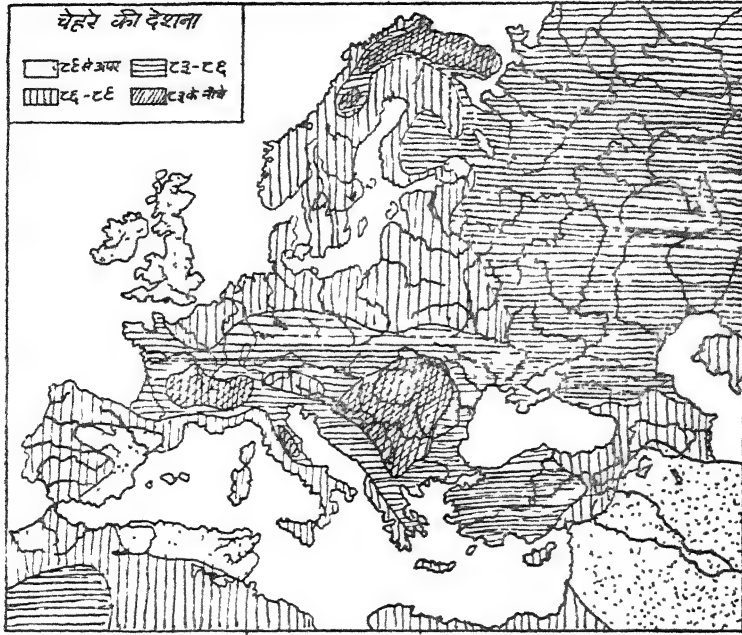 चेहरे की देशना
८९ से ऊपर ८३-८६
८६-८९ ८३ के नीचे